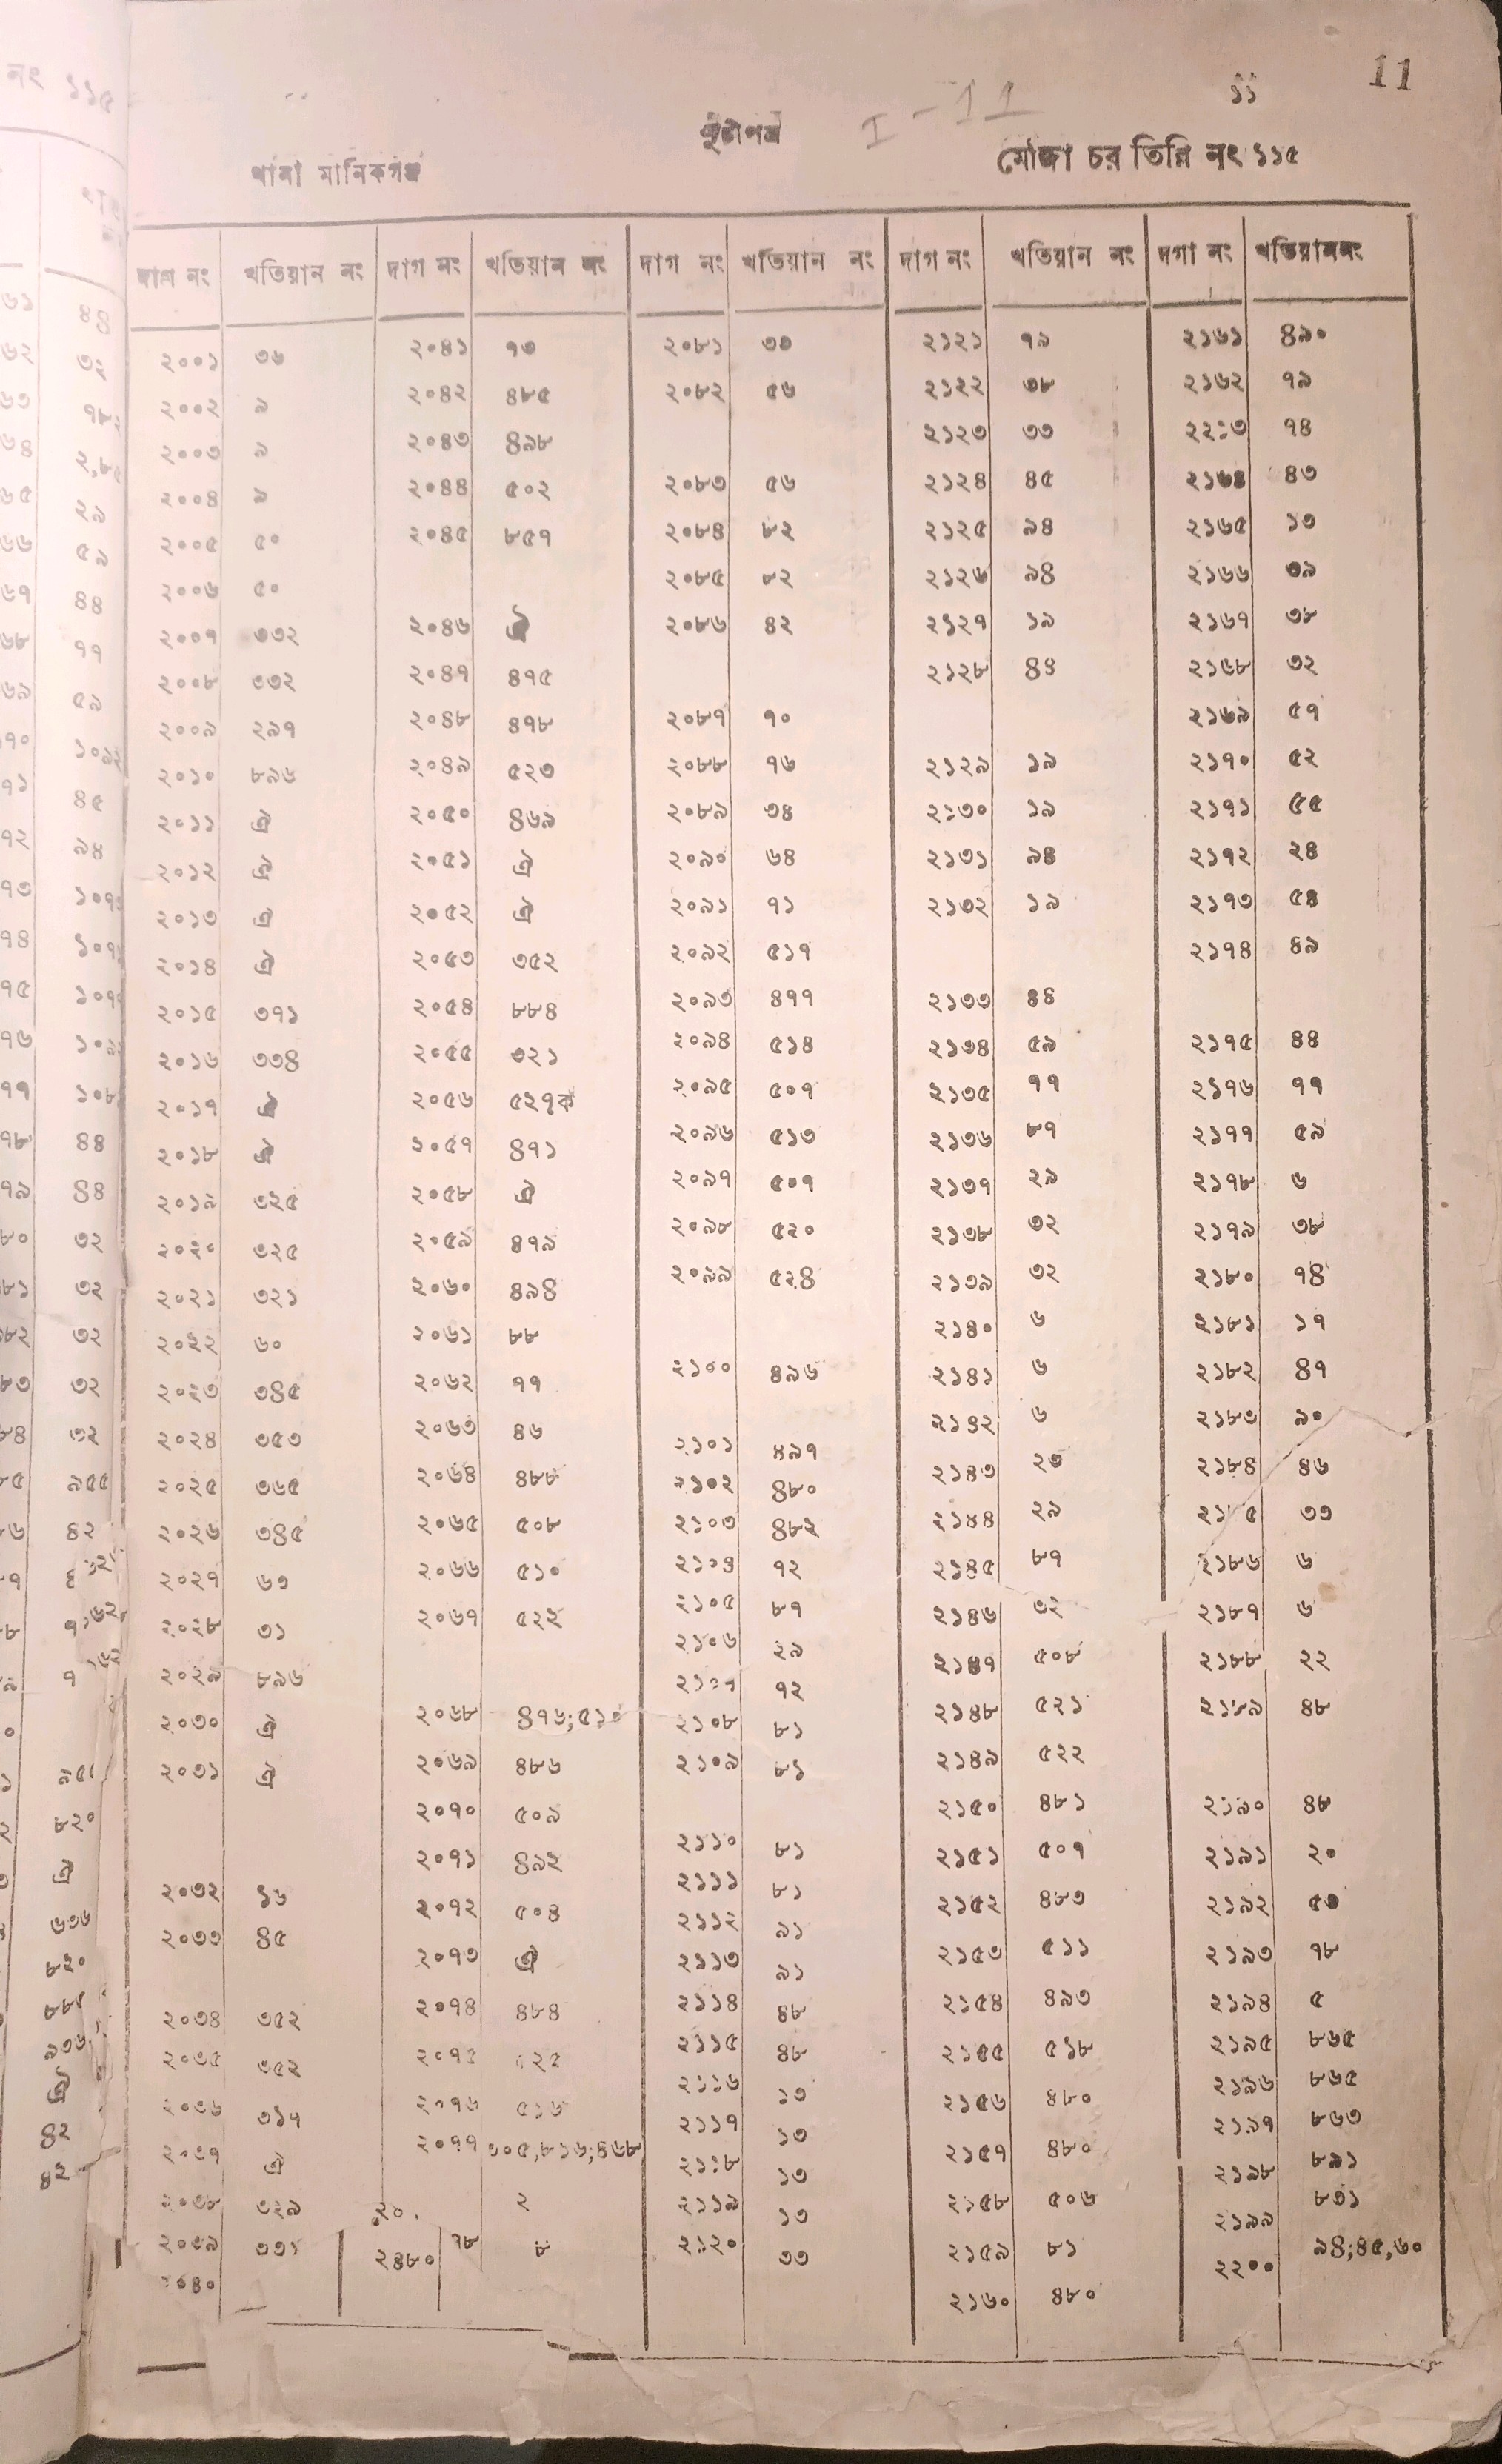 11
১১
I - 11
সূচীপত্র
থানা মানিকগঞ্জ
মৌজা চর তিল্লি নং ১১৫
দাগ নং খতিয়ান নং দাগ নং খতিয়ান নং দাগ নং খতিয়ান নং দাগ নং খতিয়ান নং দগা নং খতিয়াননং
২০০১ ৩৬ ২০৪১ ৭৩ ২০৮১ ৩৩ ২১২১ ৭৯ ২১৬১ ৪৯০
২০০২ ৯ ২০৪২ ৪৮৫ ২০৮২ ৫৬ ২১২২ ৩৮ ২১৬২ ৭৯
২০০৩ ৯ ২০৪৩ ৪৯৮ ২১২৩ ৩৩ ৭৪
২০০৪ ৯ ২০৪৪ ৫০২ ২০৮৩ ৫৬ ২১২৪ ৪৫ ২১৬৪ ৪৩
২০০৫ ৫০ ২০৪৫ ৮৫৭ ২০৮৪ ৮২ ২১২৫ ৯৪ ২১৬৫ ১৩
২০০৬ ৫০ ২০৮৫ ৮২ ২১২৬ ৯৪ ২১৬৬ ৩৯
২০০৭ ৩৩২ ২০৪৬ ঐ ২০৮৬ ৪২ ২১২৭ ১৯ ২১৬৭ ৩৮
২০০৮ ৩৩২ ২০৪৭ ৪৭৫ ২১২৮ ৪৪ ২১৬৮ ৩২
২০০৯ ২৯৭ ২০৪৮ ৪৭৮ ২০৮৭ ৭০ ২১৬৯ ৫৭
২০১০ ৮৯৬ ২০৪৯ ৫২৩ ২০৮৮ ৭৬ ২১২৯ ১৯ ২১৭০ ৫২
২০১১ ঐ ২০৫০ ৪৬৯ ২০৮৯ ৩৪ ২১৩০ ১৯ ২১৭১ ৫৫
২০১২ ঐ ২০৫১ ঐ ২০৯০ ৬৪ ২১৩১ ৯৪ ২১৭২ ২৪
২০১৩ ঐ ২০৫২ ঐ ২০৯১ ৭১ ২১৩২ ১৯ ২১৭৩ ৫৪
২০১৪ ঐ ২০৫৩ ৩৫২ ২০৯২ ৫১৭ ২১৭৪ ৪৯
২০১৫ ৩৭১ ২০৫৪ ৮৮৪ ২০৯৩ ৪৭৭ ২১৩৩ ৪৪
২০১৬ ৩৩৪ ২০৫৫ ৩২১ ২০৯৪ ৫১৪ ২১৩৪ ৫৯ ২১৭৫ ৪৪
২০১৭ ঐ ২০৫৬ ৫২৭ক ২০৯৫ ৫০৭ ২১৩৫ ৭৭ ২১৭৬ ৭৭
২০১৮ ঐ ২০৫৭ ৪৭১ ২০৯৬ ৫১৩ ২১৩৬ ৮৭ ২১৭৭ ৫৯
২০১৯ ৩২৫ ২০৫৮ ঐ ২০৯৭ ৫০৭ ২১৩৭ ২৯ ২১৭৮ ৬
২০২০ ৩২৫ ২০৫৯ ৪৭৯ ২০৯৮ ৫২০ ২১৩৮ ৩২ ২১৭৯ ৩৮
২০২১ ৩২১ ২০৬০ ৪৯৪ ২০৯৯ ৫২৪ ২১৩৯ ৩২ ২১৮০ ৭৪
২০২২ ৬০ ২০৬১ ৮৮ ২১৪০ ৬ ২১৮১ ১৭
২০২৩ ৩৪৫ ২০৬২ ৭৭ ২১০০ ৪৯৬ ২১৪১ ৬ ২১৮২ ৪৭
২০২৪ ৩৫৩ ২০৬৩ ৪৬ ২১০১ ৪৯৭ ২১৪২ ৬ ২১৮৩ ৯০
২০২৫ ৩৬৫ ২০৬৪ ৪৮৮ ২১০২ ৪৮০ ২১৪৩ ২৩ ২১৮৪ ৪৬
২০২৬ ৩৪৫ ২০৬৫ ৫০৮ ২১০৩ ৪৮২ ২১৪৪ ২৯ ৩৩
২০২৭ ৬৩ ২০৬৬ ৫১০ ২১০৪ ৭২ ২১৪৫ ৮৭ ২১৮৬ ৬
২০২৮ ৩১ ২০৬৭ ৫২২ ২১০৫ ৮৭ ২১৪৬ ৩২ ২১৮৭ ৬
২০২৯ ৮৯৬ ২১০৬ ২৯ ২১৪৭ ৫০৮ ২১৮৮ ২২
২০৩০ ঐ ২০৬৮ ৪৭৬;৫১০ ২১০৭ ৭২ ২১৪৮ ৫২১ ২১৮৯ ৪৮
২০৩১ ঐ ২০৬৯ ৪৮৬ ২১০৮ ৮১ ২১৪৯ ৫২২
২০৭০ ৫০৯ ২১০৯ ৮১ ২১৫০ ৪৮১ ২১৯০ ৪৮
২০৭১ ৪৯২ ২১১০ ৮১ ২১৫১ ৫০৭ ২১৯১ ২০
২০৩২ ১৬ ২০৭২ ৫০৪ ২১১১ ৮১ ২১৫২ ৪৮৩ ২১৯২ ৫৩
২০৩৩ ৪৫ ২০৭৩ ঐ ২১১২ ৯১ ২১৫৩ ৫১১ ২১৯৩ ৭৮
২১১৩ ৯১
২০৩৪ ৩৫২ ২০৭৪ ৪৮৪ ২১১৪ ৪৮ ২১৫৪ ৪৯৩ ২১৯৪ ৫
২০৩৫ ৩৫২ ২১১৫ ৪৮ ২১৫৫ ৫১৮ ২১৯৫ ৮৬৫
২০৩৬ ৩১৭ ২০৭৬ ৫১৬ ২১১৬ ১৩ ২১৫৬ ৪৮০ ২১৯৬ ৮৬৫
২০৩৭ ঐ ২০৭৭ ২১১৭ ১৩ ২১৫৭ ৪৮০ ২১৯৭ ৮৬৩
২০৩৮ ৩২৯ ২১১৮ ১৩ ২১৫৮ ৫০৬ ২১৯৮ ৮৯১
২০৩৯ ৩৩১ ২১১৯ ১৩ ২১৫৯ ৮১ ২১৯৯ ৮৩১
২০৪০ ২৪৮০ ২১২০ ৩৩ ২১৬০ ৪৮০ ২২০০ ৯৪;৪৫,৬০